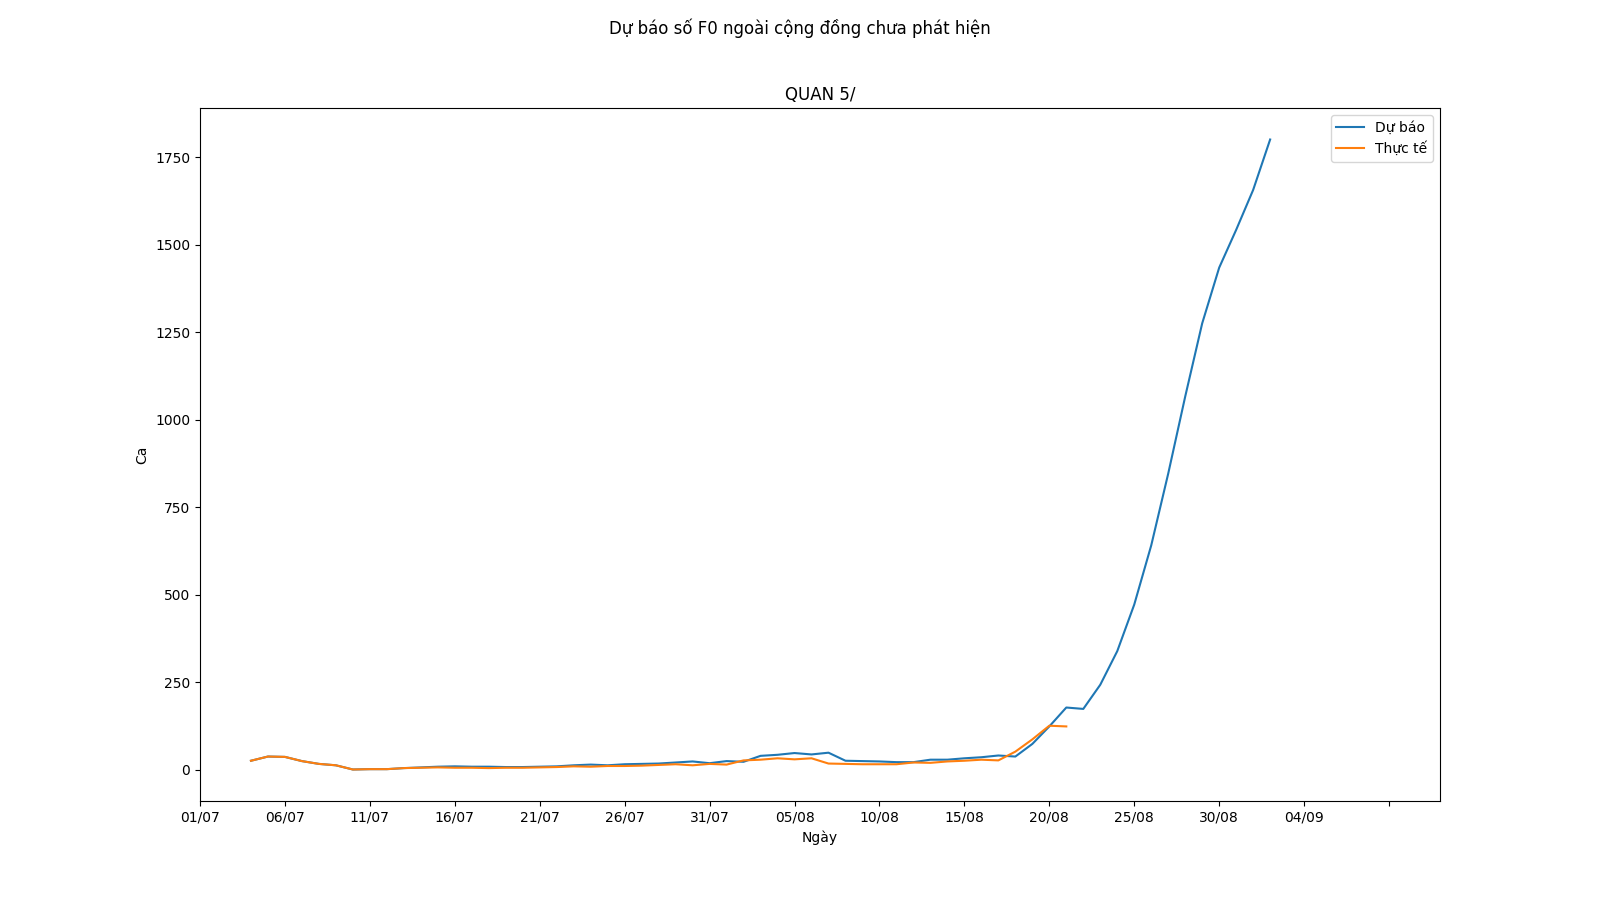 Dự báo số F0 ngoài cộng đồng chưa phát hiện
QUAN 5/
Dự báo
Thực tế
1750
1500
1250
1000
750
500
250
0
Ca
01/07 06/07 11/07 16/07 21/07 26/07 31/07 05/08 10/08 15/08 20/08 25/08 30/08 04/09
Ngày